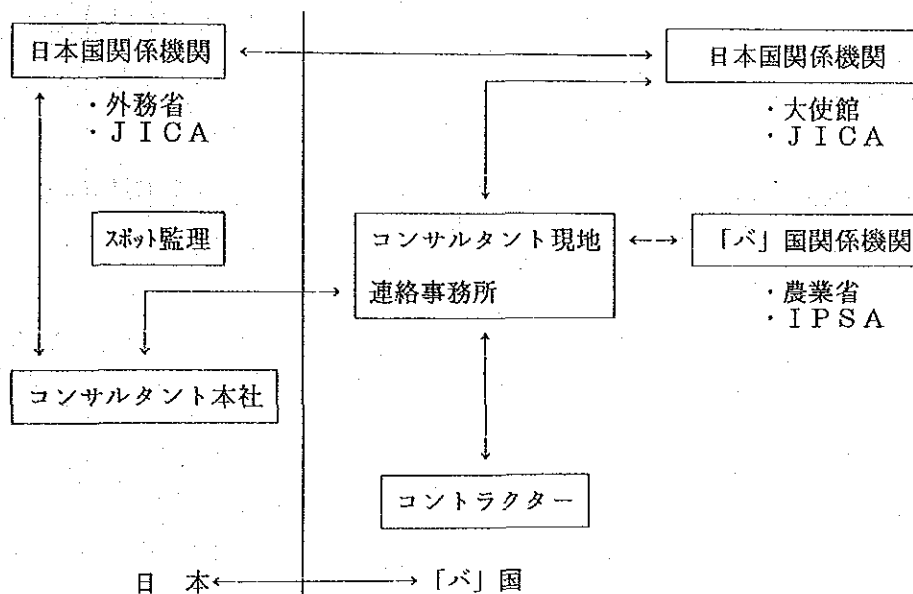 日本国関係機関
・外務省
・JICA
日本国関係機関
・大使館
・JICA
スポット監理
コンサルタント現地
連絡事務所
「バ」国関係機関
・農業省
・IPSA
コンサルタント本社
コントラクター
日 本
「バ」国